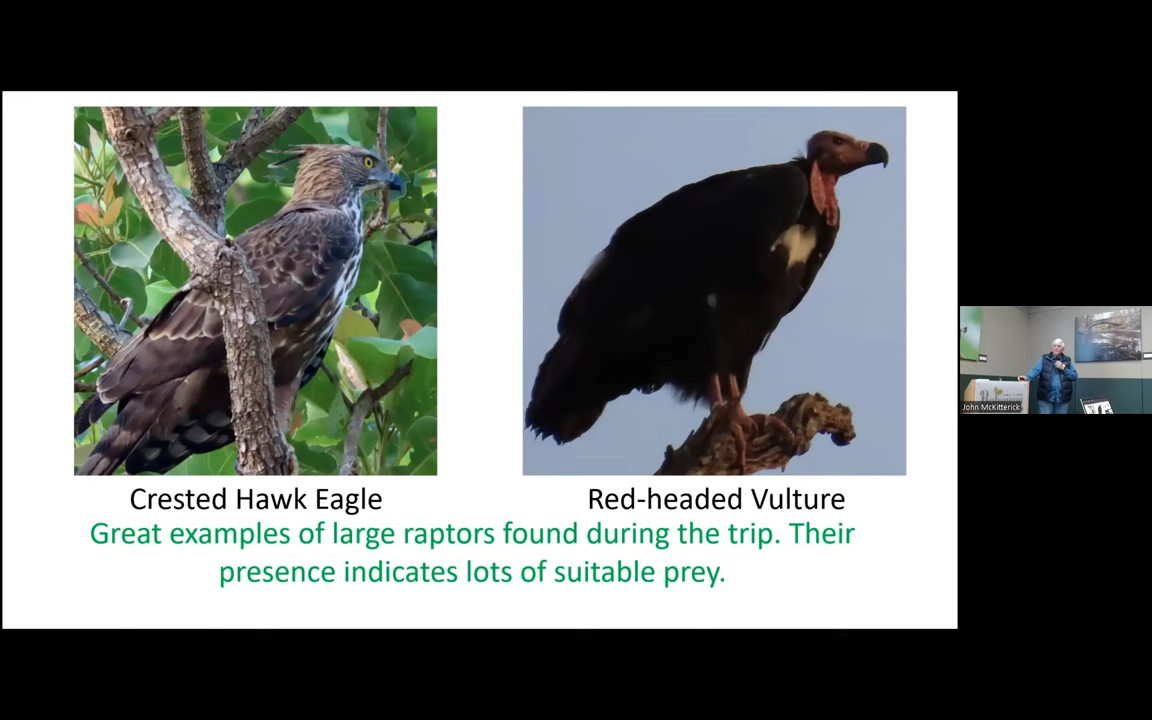 Crested Hawk Eagle
Red-headed Vulture
Great examples of large raptors found during the trip. Their
presence indicates lots of suitable prey.
John McKitterick